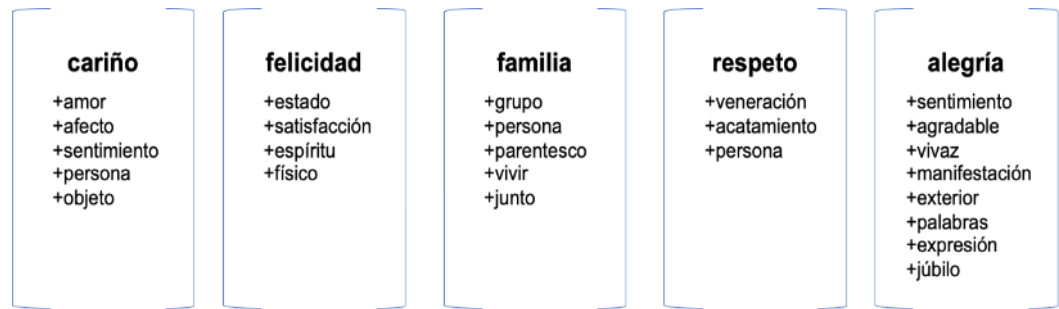 cariño
+amor
+afecto
+sentimiento
+persona
+objeto
felicidad
+estado
+satisfacción
+espíritu
+físico
familia
+grupo
+persona
+parentesco
+vivir
+junto
respeto
+veneración
+acatamiento
+persona
alegría
+sentimiento
+agradable
+vivaz
+manifestación
+exterior
+palabras
+expresión
+júbilo